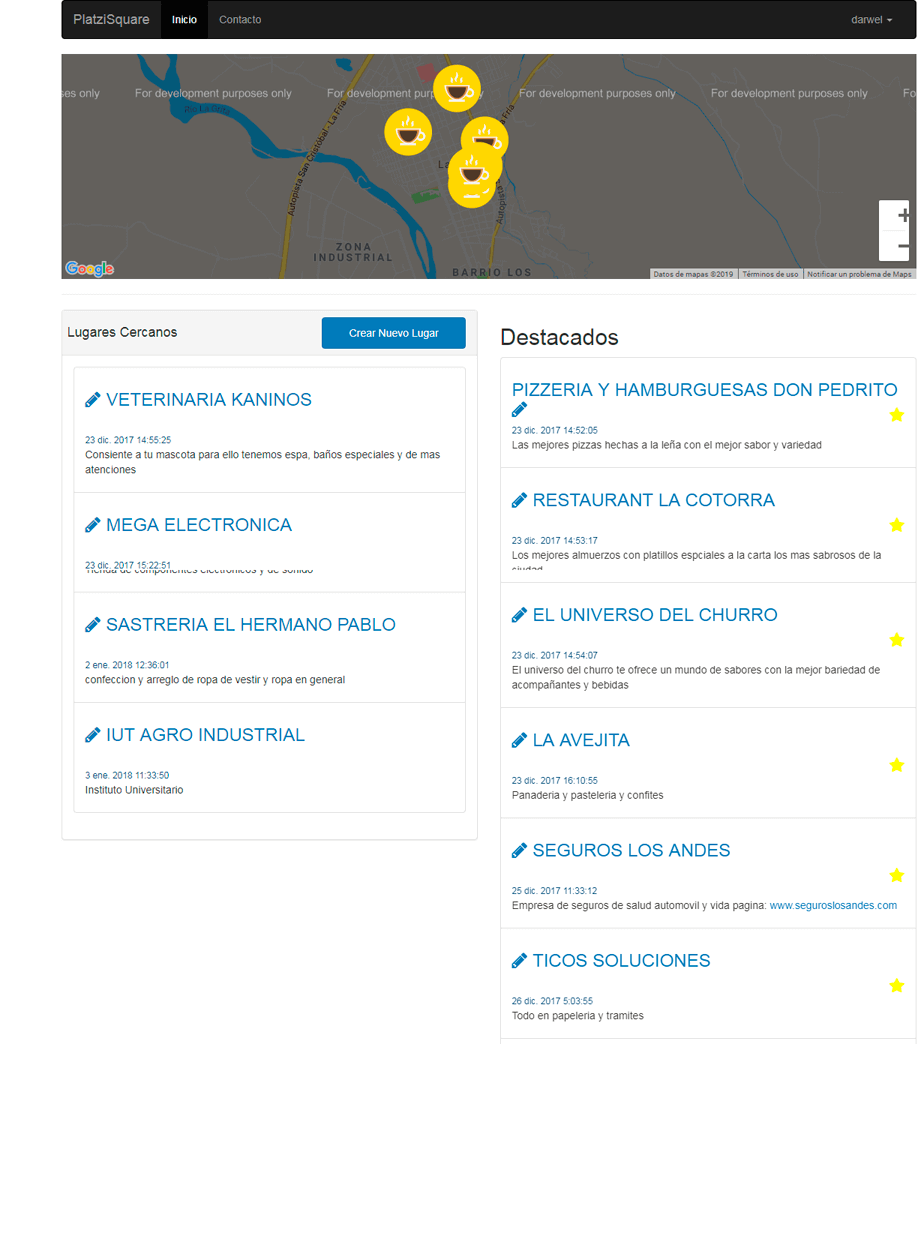 PlatziSquare Inicio Contacto darwel
ses only For development purposes only For development purp y For development purposes only For development purposes only Fo
Autopista San Cristóbal - La Fría
La
ZONA
INDUSTRIAL
BARRIO LOS
Google
Datos de mapas ©2019 Términos de uso Notificar un problema de Maps
Lugares Cercanos
Crear Nuevo Lugar
VETERINARIA KANINOS
23 dic. 2017 14:55:25
Consiente a tu mascota para ello tenemos espa, baños especiales y de mas
atenciones
MEGA ELECTRONICA
23 dic. 2017 15:22:51
Tienda de componentes electronicos y de sonido
SASTRERIA EL HERMANO PABLO
2 ene. 2018 12:36:01
confeccion y arreglo de ropa de vestir y ropa en general
IUT AGRO INDUSTRIAL
3 ene. 2018 11:33:50
Instituto Universitario
Destacados
PIZZERIA Y HAMBURGUESAS DON PEDRITO
23 dic. 2017 14:52:05
Las mejores pizzas hechas a la leña con el mejor sabor y variedad
RESTAURANT LA COTORRA
23 dic. 2017 14:53:17
Los mejores almuerzos con platillos espciales a la carta los mas sabrosos de la
ciudad
EL UNIVERSO DEL CHURRO
23 dic. 2017 14:54:07
El universo del churro te ofrece un mundo de sabores con la mejor bariedad de
acompañantes y bebidas
LA AVEJITA
23 dic. 2017 16:10:55
Panaderia y pasteleria y confites
SEGUROS LOS ANDES
25 dic. 2017 11:33:12
Empresa de seguros de salud automovil y vida pagina: www.seguroslosandes.com
TICOS SOLUCIONES
26 dic. 2017 5:03:55
Todo en papeleria y tramites